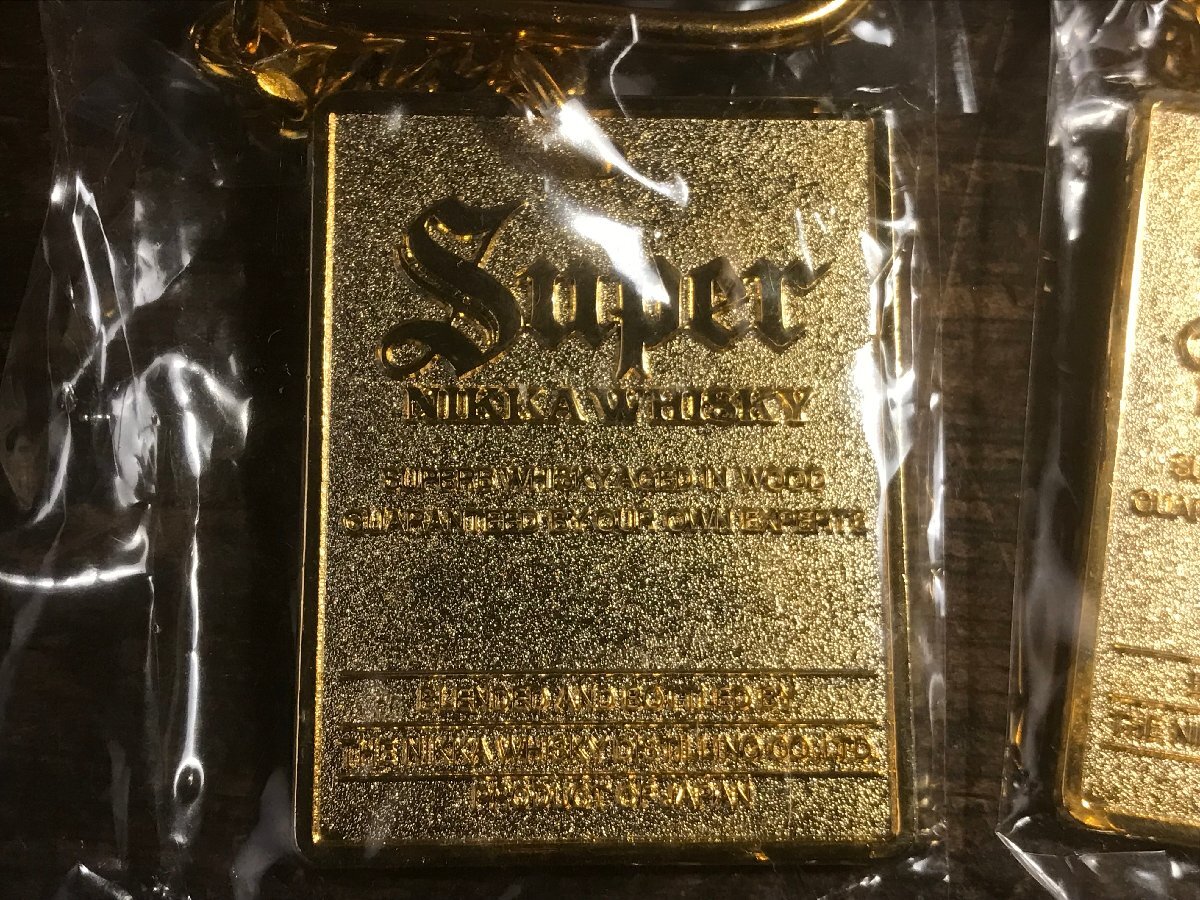 Super
NIKKA WHISKY
SUPERB WHISKY AGED IN WOOD
GUARANTEED BY OUR OWN EXPERTS
BLENDED AND BOTTLED BY
THE NIKKA WHISKY DISTILLING CO., LTD.